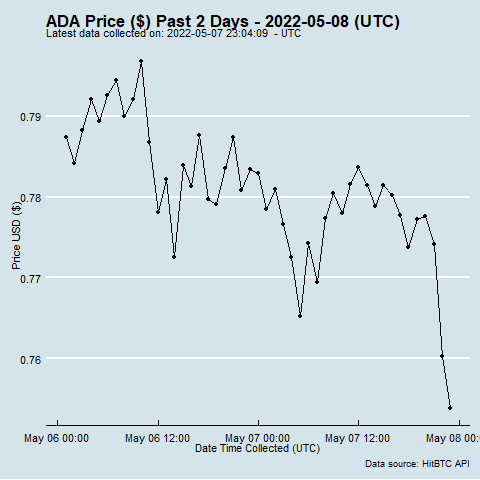 ADA Price ($) Past 2 Days - 2022-05-08 (UTC)
Latest data collected on: 2022-05-07 23:04:09  - UTC
0.79
0.78
0.77
0.76
Price USD ($)
May 06 00:00
May 06 12:00
May 07 00:00
May 07 12:00
May 08 00
Date Time Collected (UTC)
Data source: HitBTC API